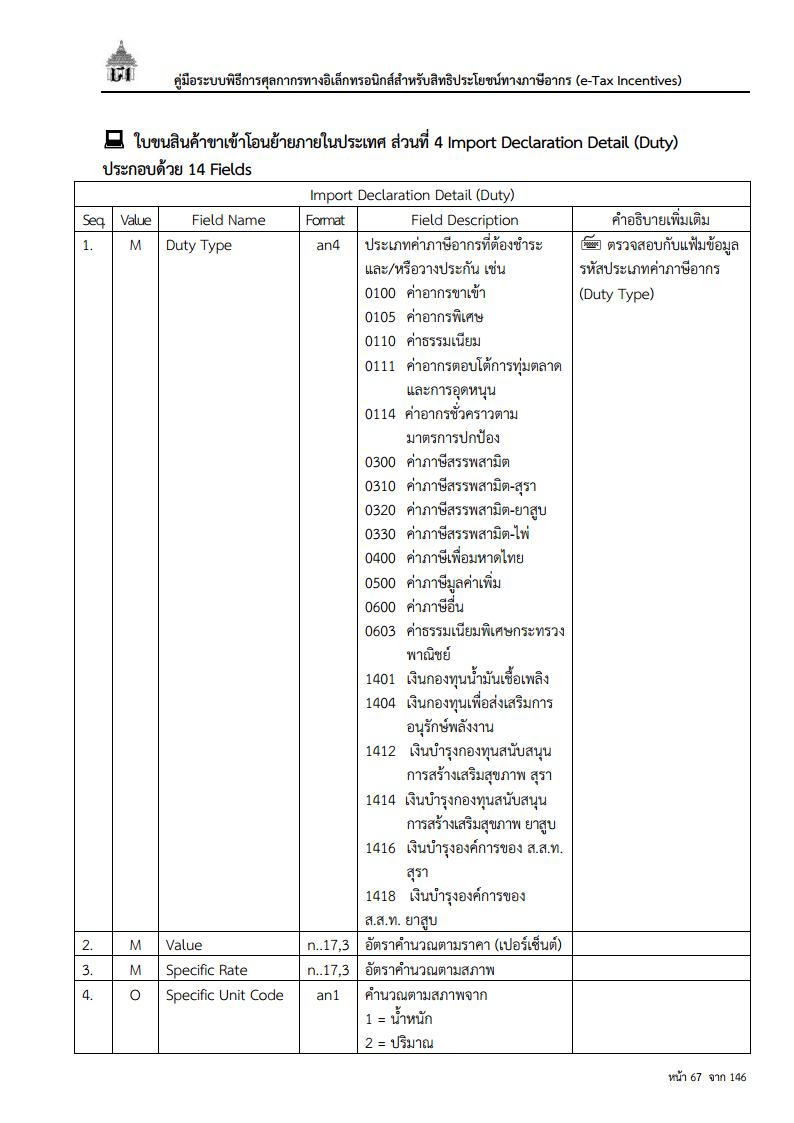 คู่มือระบบพิธีการศุลกากรทางอิเล็กทรอนิกส์สำหรับสิทธิประโยชน์ทางภาษีอากร (e-Tax Incentives)
ใบขนสินค้าขาเข้าโอนย้ายภายในประเทศ ส่วนที่ 4 Import Declaration Detail (Duty)
ประกอบด้วย 14 Fields
Import Declaration Detail (Duty)
Seq. Value Field Name Format Field Description คำอธิบายเพิ่มเติม
1. M Duty Type an4 ประเภทค่าภาษีอากรที่ต้องชำระ ตรวจสอบกับแฟ้มข้อมูล
และ/หรือวางประกัน เช่น รหัสประเภทค่าภาษีอากร
0100 ค่าอากรขาเข้า (Duty Type)
0105 ค่าอากรพิเศษ
0110 ค่าธรรมเนียม
0111 ค่าอากรตอบโต้การทุ่มตลาด
และการอุดหนุน
0114 ค่าอากรชั่วคราวตาม
มาตรการปกป้อง
0300 ค่าภาษีสรรพสามิต
0310 ค่าภาษีสรรพสามิต-สุรา
0320 ค่าภาษีสรรพสามิต-ยาสูบ
0330 ค่าภาษีสรรพสามิต-ไพ่
0400 ค่าภาษีเพื่อมหาดไทย
0500 ค่าภาษีมูลค่าเพิ่ม
0600 ค่าภาษีอื่น
0603 ค่าธรรมเนียมพิเศษกระทรวง
พาณิชย์
1401 เงินกองทุนน้ำมันเชื้อเพลิง
1404 เงินกองทุนเพื่อส่งเสริมการ
อนุรักษ์พลังงาน
1412 เงินบำรุงกองทุนสนับสนุน
การสร้างเสริมสุขภาพ สุรา
1414 เงินบำรุงกองทุนสนับสนุน
การสร้างเสริมสุขภาพ ยาสูบ
1416 เงินบำรุงองค์การของ ส.ส.ท.
สุรา
1418 เงินบำรุงองค์การของ
ส.ส.ท. ยาสูบ
2. M Value n..17,3 อัตราคำนวณตามราคา (เปอร์เซ็นต์)
3. M Specific Rate n..17,3 อัตราคำนวณตามสภาพ
4. O Specific Unit Code an1 คำนวณตามสภาพจาก
1 = น้ำหนัก
2 = ปริมาณ
หน้า 67 จาก 146